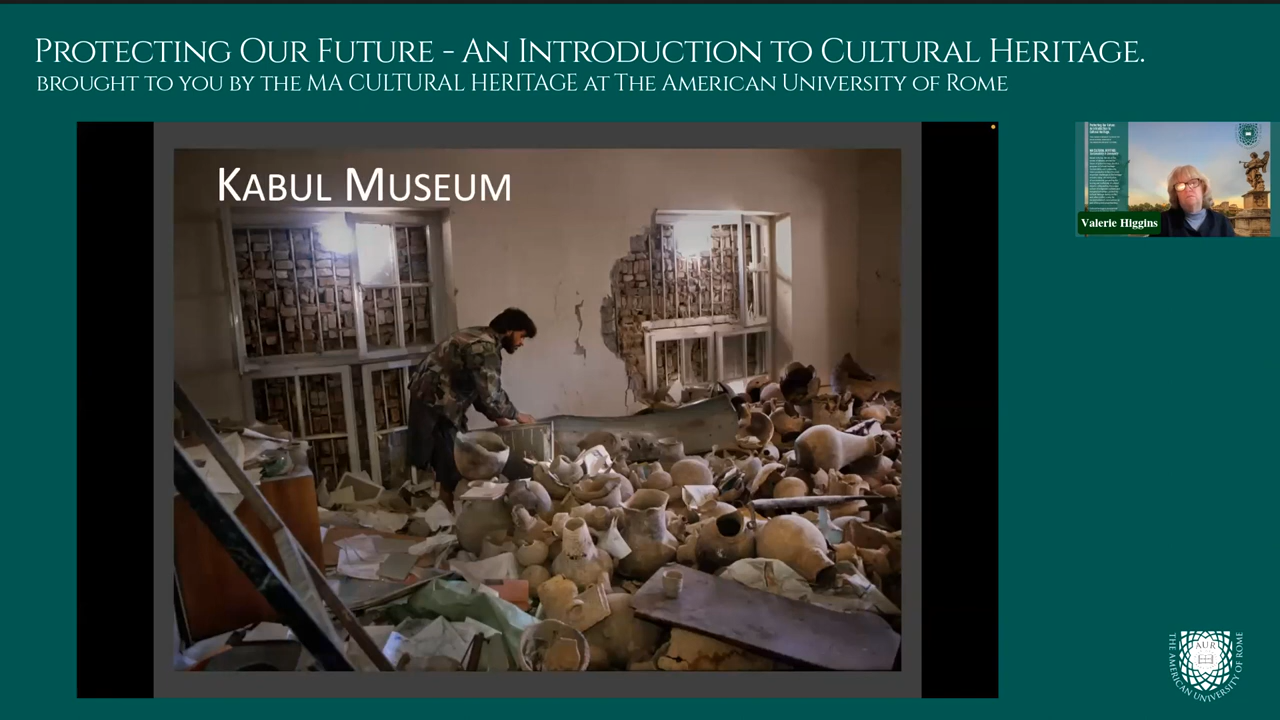 Protecting Our Future - An Introduction to Cultural Heritage.
brought to you by the MA Cultural Heritage at The American University of Rome
Kabul Museum
Valerie Higgins
AUR
THE AMERICAN UNIVERSITY OF ROME